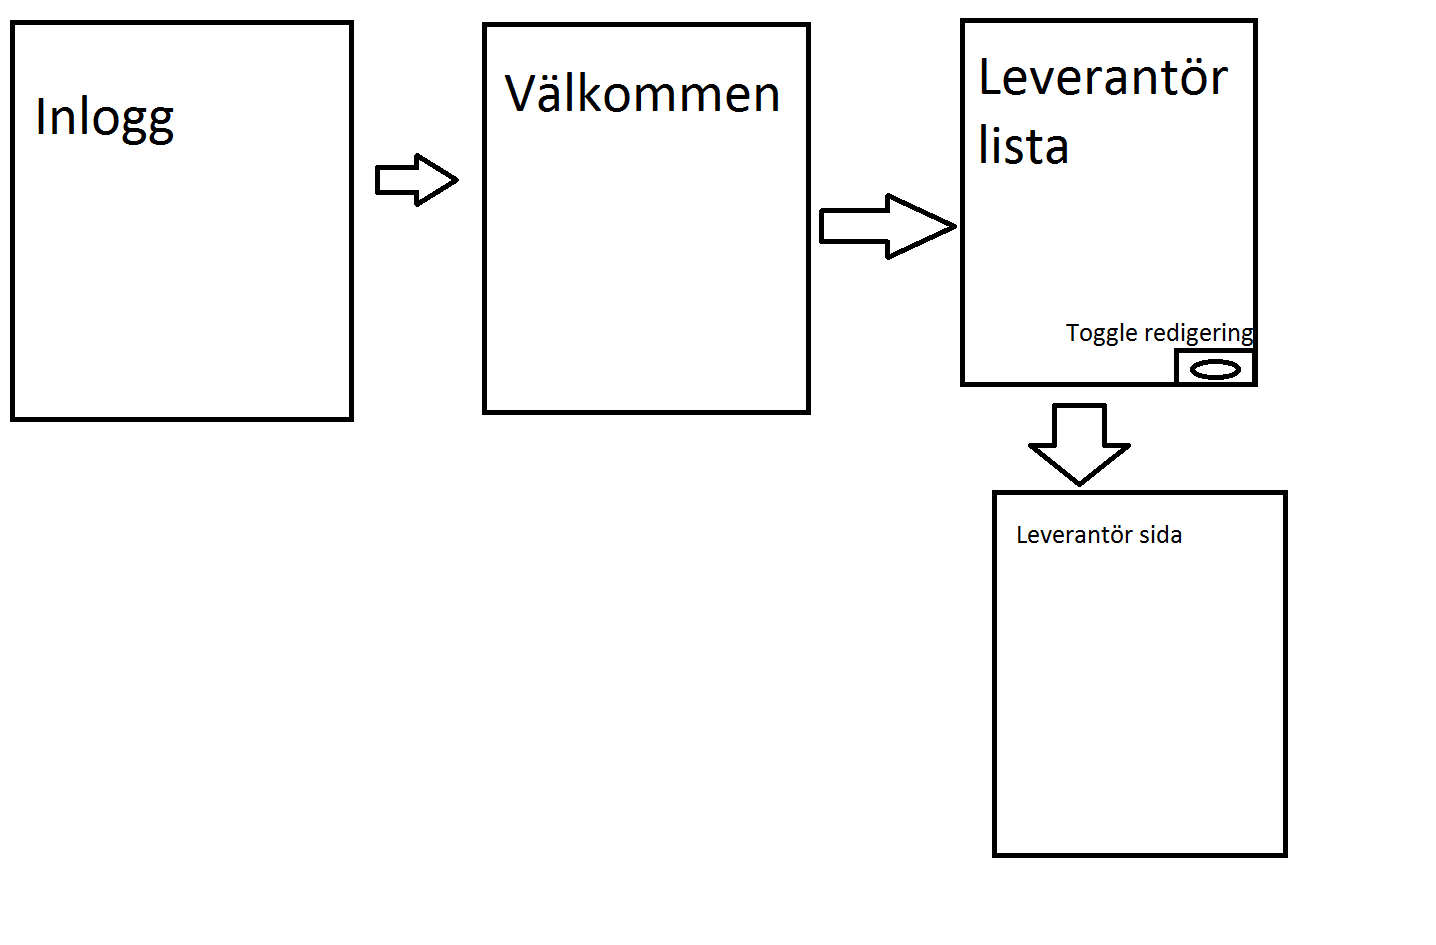 Inlogg
Välkommen
Leverantör
lista
Toggle redigering
Leverantör sida